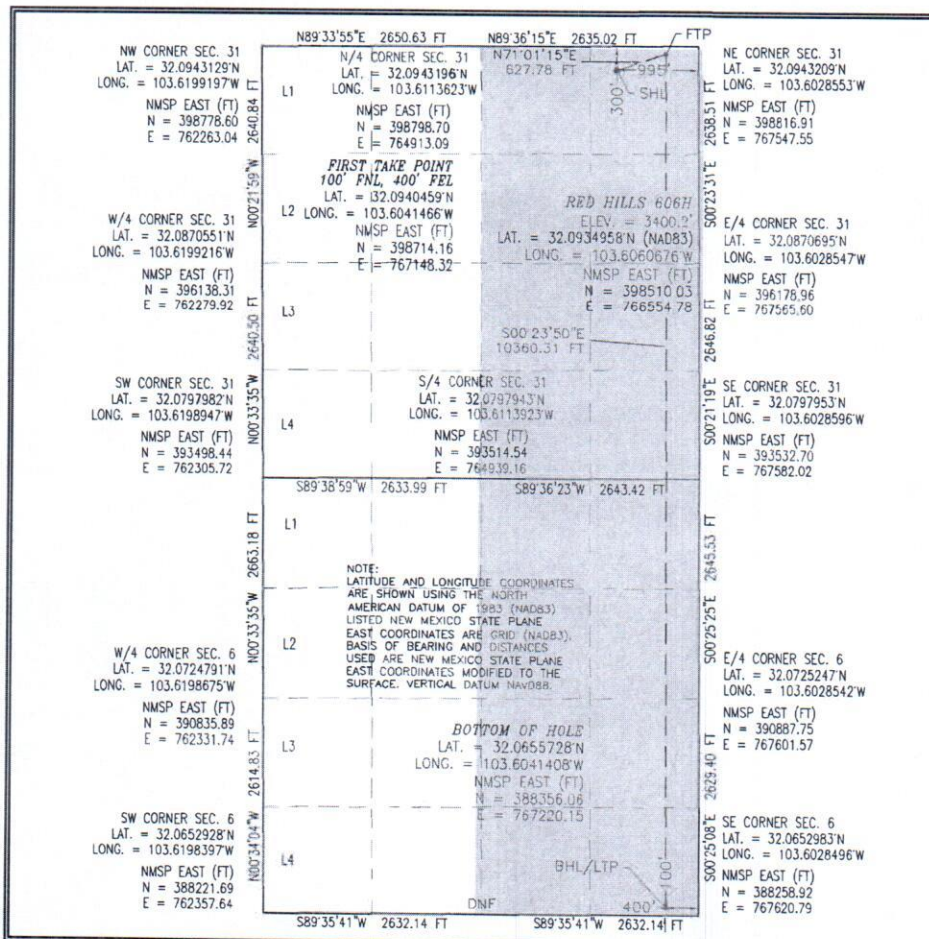 N89°33'55"E 2650.63 FT
N89°36'15"E 2635.02 FT
FTP
NW CORNER SEC. 31
LAT. = 32.0943129°N
LONG. = 103.6199197°W
NMSP EAST (FT)
N = 398778.60
E = 762263.04
N/4 CORNER SEC. 31
LAT. = 32.0943196°N
LONG. = 103.6113623°W
NMSP EAST (FT)
N = 398798.70
E = 764913.09
N71°01'15"E
627.78 FT
995'
SHL
300'
NE CORNER SEC. 31
LAT. = 32.0943209°N
LONG. = 103.6028553°W
NMSP EAST (FT)
N = 398816.91
E = 767547.55
L1
N00°21'59"W 2640.84 FT
S00°23'31"E 2638.51 FT
FIRST TAKE POINT
100' FNL, 400' FEL
LAT. = 32.0940459°N
LONG. = 103.6041466°W
NMSP EAST (FT)
N = 398714.16
E = 767148.32
L2
RED HILLS 606H
ELEV. = 3400.2'
LAT. = 32.0934958°N (NAD83)
LONG. = 103.6060676°W
NMSP EAST (FT)
N = 398510.03
E = 766554.78
W/4 CORNER SEC. 31
LAT. = 32.0870551°N
LONG. = 103.6199216°W
NMSP EAST (FT)
N = 396138.31
E = 762279.92
E/4 CORNER SEC. 31
LAT. = 32.0870695°N
LONG. = 103.6028547°W
NMSP EAST (FT)
N = 396178.96
E = 767565.60
L3
N00°33'35"W 2640.50 FT
S00°21'19"E 2646.82 FT
S00°23'50"E
10360.31 FT
SW CORNER SEC. 31
LAT. = 32.0797982°N
LONG. = 103.6198947°W
NMSP EAST (FT)
N = 393498.44
E = 762305.72
S/4 CORNER SEC. 31
LAT. = 32.0797943°N
LONG. = 103.6113923°W
NMSP EAST (FT)
N = 393514.54
E = 764939.16
SE CORNER SEC. 31
LAT. = 32.0797953°N
LONG. = 103.6028596°W
NMSP EAST (FT)
N = 393532.70
E = 767582.02
L4
S89°38'59"W 2633.99 FT
S89°36'23"W 2643.42 FT
L1
N00°33'35"W 2663.18 FT
S00°25'25"E 2645.53 FT
NOTE:
LATITUDE AND LONGITUDE COORDINATES
ARE SHOWN USING THE NORTH
AMERICAN DATUM OF 1983 (NAD83)
LISTED NEW MEXICO STATE PLANE
EAST COORDINATES ARE GRID (NAD83).
BASIS OF BEARING AND DISTANCES
USED ARE NEW MEXICO STATE PLANE
EAST COORDINATES MODIFIED TO THE
SURFACE. VERTICAL DATUM NAVD88.
L2
W/4 CORNER SEC. 6
LAT. = 32.0724791°N
LONG. = 103.6198675°W
NMSP EAST (FT)
N = 390835.89
E = 762331.74
E/4 CORNER SEC. 6
LAT. = 32.0725247°N
LONG. = 103.6028542°W
NMSP EAST (FT)
N = 390887.75
E = 767601.57
L3
N00°34'04"W 2614.83 FT
S00°25'08"E 2629.40 FT
BOTTOM OF HOLE
LAT. = 32.0655728°N
LONG. = 103.6041408°W
NMSP EAST (FT)
N = 388356.06
E = 767220.15
SW CORNER SEC. 6
LAT. = 32.0652928°N
LONG. = 103.6198397°W
NMSP EAST (FT)
N = 388221.69
E = 762357.64
L4
BHL/LTP
100'
DNF
400'
SE CORNER SEC. 6
LAT. = 32.0652983°N
LONG. = 103.6028496°W
NMSP EAST (FT)
N = 388258.92
E = 767620.79
S89°35'41"W 2632.14 FT
S89°35'41"W 2632.14 FT